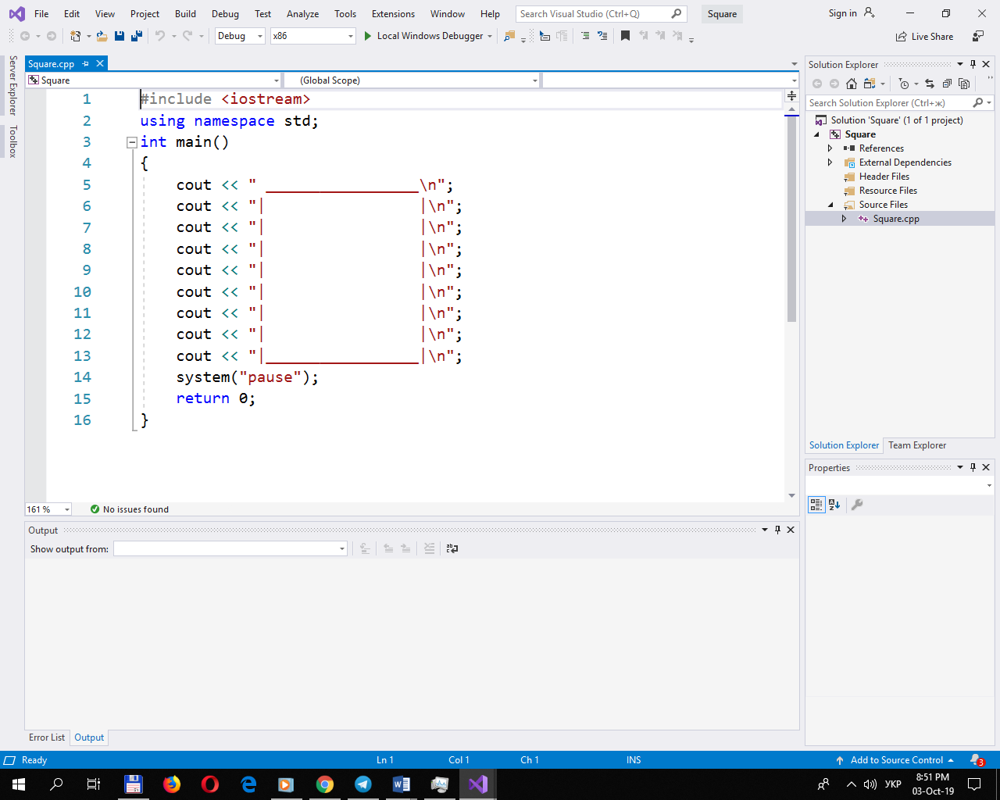 File Edit View Project Build Debug Test Analyze Tools Extensions Window Help Search Visual Studio (Ctrl+Q) Square Sign in
Debug x86 Local Windows Debugger Live Share
Server Explorer
Toolbox
Square.cpp
Square (Global Scope)
1 #include <iostream>
2 using namespace std;
3 int main()
4 {
5     cout << " _________________\n";
6     cout << "|                 |\n";
7     cout << "|                 |\n";
8     cout << "|                 |\n";
9     cout << "|                 |\n";
10     cout << "|                 |\n";
11     cout << "|                 |\n";
12     cout << "|                 |\n";
13     cout << "|_________________|\n";
14     system("pause");
15     return 0;
16 }
161 % No issues found
Output
Show output from:
Error List Output
Solution Explorer
Search Solution Explorer (Ctrl+ж)
Solution 'Square' (1 of 1 project)
Square
References
External Dependencies
Header Files
Resource Files
Source Files
Square.cpp
Solution Explorer Team Explorer
Properties
Ready Ln 1 Col 1 Ch 1 INS Add to Source Control 3
УКР 8:51 PM
03-Oct-19